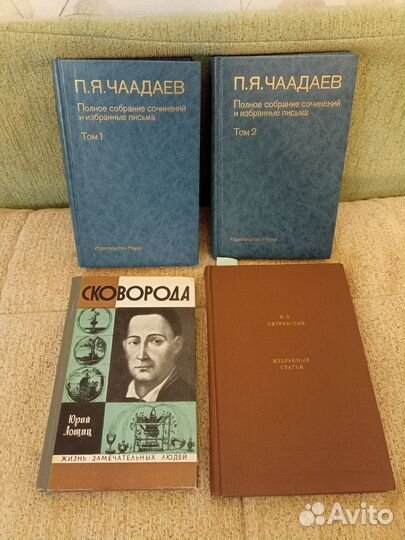 П.Я. ЧААДАЕВ
Полное собрание сочинений
и избранные письма
Том 1
Издательство «Наука»
П.Я. ЧААДАЕВ
Полное собрание сочинений
и избранные письма
Том 2
Издательство «Наука»
СКОВОРОДА
Юрий
Лощиц
ЖИЗНЬ ЗАМЕЧАТЕЛЬНЫХ ЛЮДЕЙ
ИЗБРАННЫЕ
СТАТЬИ
Avito